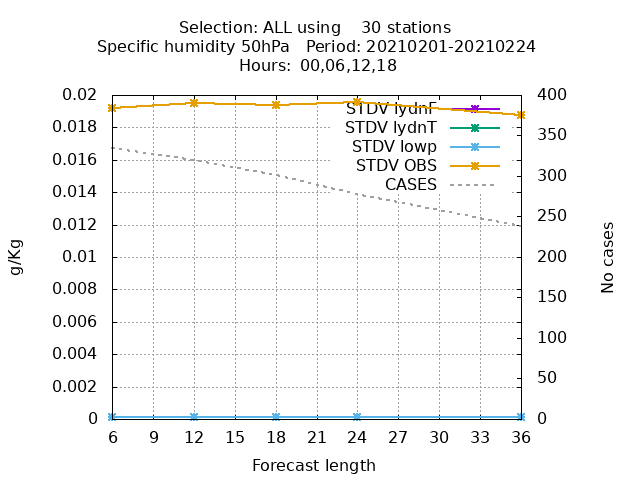 Selection: ALL using    30 stations
Specific humidity 50hPa   Period: 20210201-20210224
Hours:  00,06,12,18
0.02
0.018
0.016
0.014
0.012
0.01
0.008
0.006
0.004
0.002
0
g/Kg
STDV lydnF
STDV lydnT
STDV lowp
STDV OBS
CASES
400
350
300
250
200
150
100
50
0
No cases
6 9 12 15 18 21 24 27 30 33 36
Forecast length